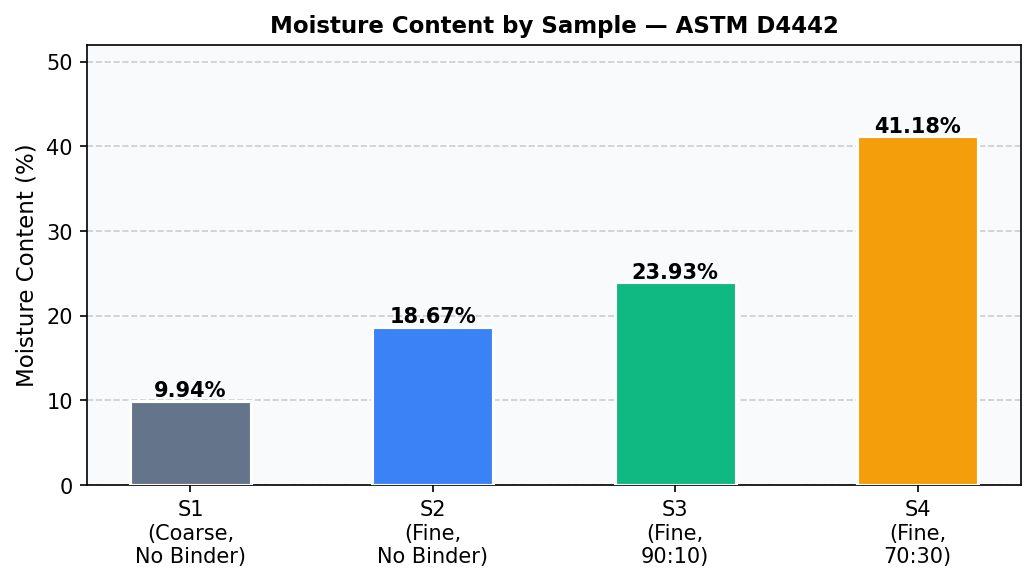 Moisture Content by Sample — ASTM D4442
Moisture Content (%)
50
40
30
20
10
0
9.94%
18.67%
23.93%
41.18%
S1
(Coarse,
No Binder)
S2
(Fine,
No Binder)
S3
(Fine,
90:10)
S4
(Fine,
70:30)